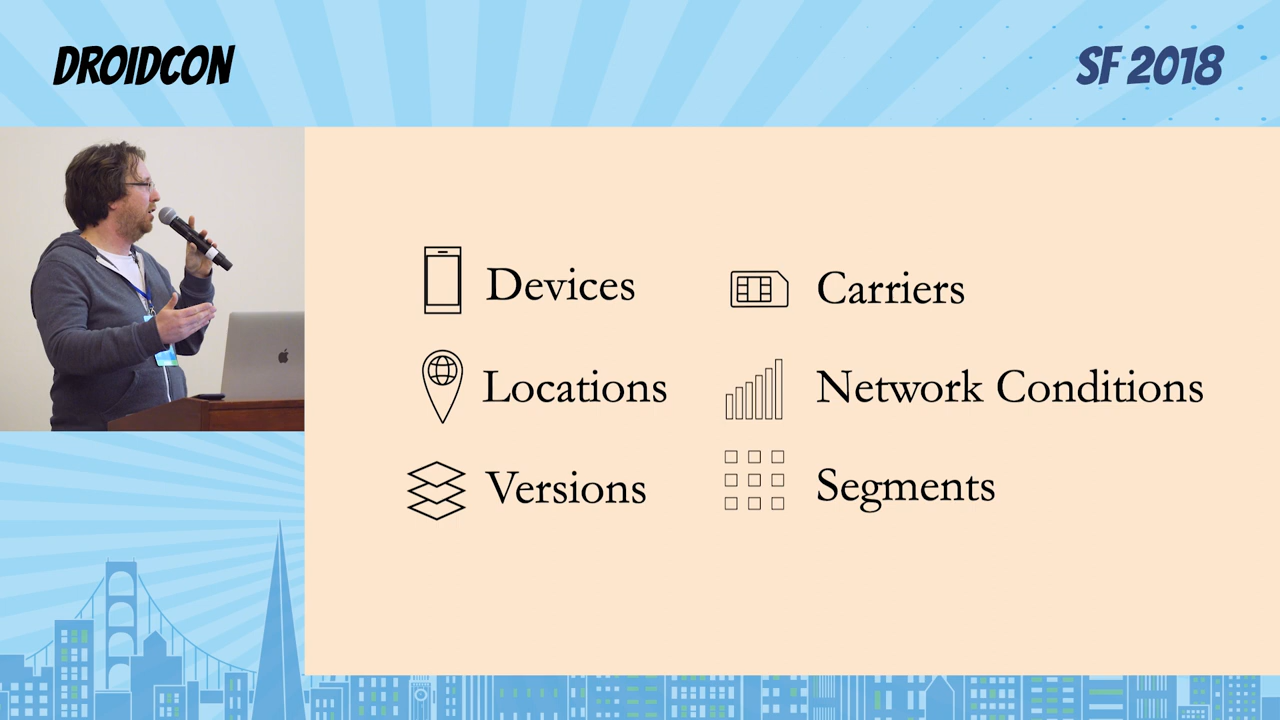 DROIDCON
SF 2018
Devices
Carriers
Locations
Network Conditions
Versions
Segments